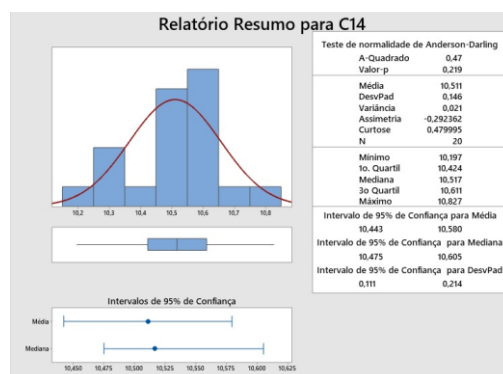 Relatório Resumo para C14
Teste de normalidade de Anderson-Darling
A-Quadrado 0,47
Valor-p 0,219
Média 10,511
DesvPad 0,146
Variância 0,021
Assimetria -0,292362
Curtose 0,479995
N 20
Mínimo 10,197
1o. Quartil 10,424
Mediana 10,517
3o Quartil 10,611
Máximo 10,827
Intervalo de 95% de Confiança para Média
10,443 10,580
Intervalo de 95% de Confiança para Mediana
10,475 10,605
Intervalo de 95% de Confiança para DesvPad
0,111 0,214
10,2 10,3 10,4 10,5 10,6 10,7 10,8
Intervalos de 95% de Confiança
Média
Mediana
10,450 10,475 10,500 10,525 10,550 10,575 10,600 10,625